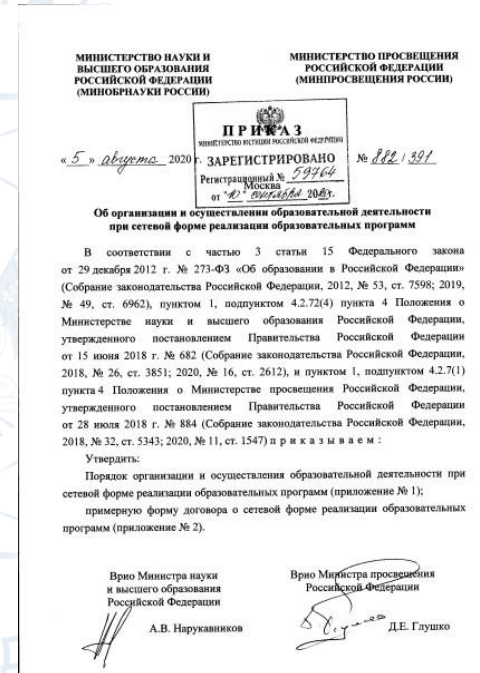 МИНИСТЕРСТВО НАУКИ И
ВЫСШЕГО ОБРАЗОВАНИЯ
РОССИЙСКОЙ ФЕДЕРАЦИИ
(МИНОБРНАУКИ РОССИИ)
МИНИСТЕРСТВО ПРОСВЕЩЕНИЯ
РОССИЙСКОЙ ФЕДЕРАЦИИ
(МИНПРОСВЕЩЕНИЯ РОССИИ)
ПРИКАЗ
МИНИСТЕРСТВО ЮСТИЦИИ РОССИЙСКОЙ ФЕДЕРАЦИИ
« 5 » августа 2020 г. ЗАРЕГИСТРИРОВАНО № 882/391
Регистрационный № 59764
Москва
от "10" сентября 2020г.
Об организации и осуществлении образовательной деятельности
при сетевой форме реализации образовательных программ
В соответствии с частью 3 статьи 15 Федерального закона
от 29 декабря 2012 г. № 273-ФЗ «Об образовании в Российской Федерации»
(Собрание законодательства Российской Федерации, 2012, № 53, ст. 7598; 2019,
№ 49, ст. 6962), пунктом 1, подпунктом 4.2.72(4) пункта 4 Положения о
Министерстве науки и высшего образования Российской Федерации,
утвержденного постановлением Правительства Российской Федерации
от 15 июня 2018 г. № 682 (Собрание законодательства Российской Федерации,
2018, № 26, ст. 3851; 2020, № 16, ст. 2612), и пунктом 1, подпунктом 4.2.7(1)
пункта 4 Положения о Министерстве просвещения Российской Федерации,
утвержденного постановлением Правительства Российской Федерации
от 28 июля 2018 г. № 884 (Собрание законодательства Российской Федерации,
2018, № 32, ст. 5343; 2020, № 11, ст. 1547) п р и к а з ы в а е м :
Утвердить:
Порядок организации и осуществления образовательной деятельности при
сетевой форме реализации образовательных программ (приложение № 1);
примерную форму договора о сетевой форме реализации образовательных
программ (приложение № 2).
Врио Министра науки
и высшего образования
Российской Федерации
А.В. Нарукавников
Врио Министра просвещения
Российской Федерации
Д.Е. Глушко